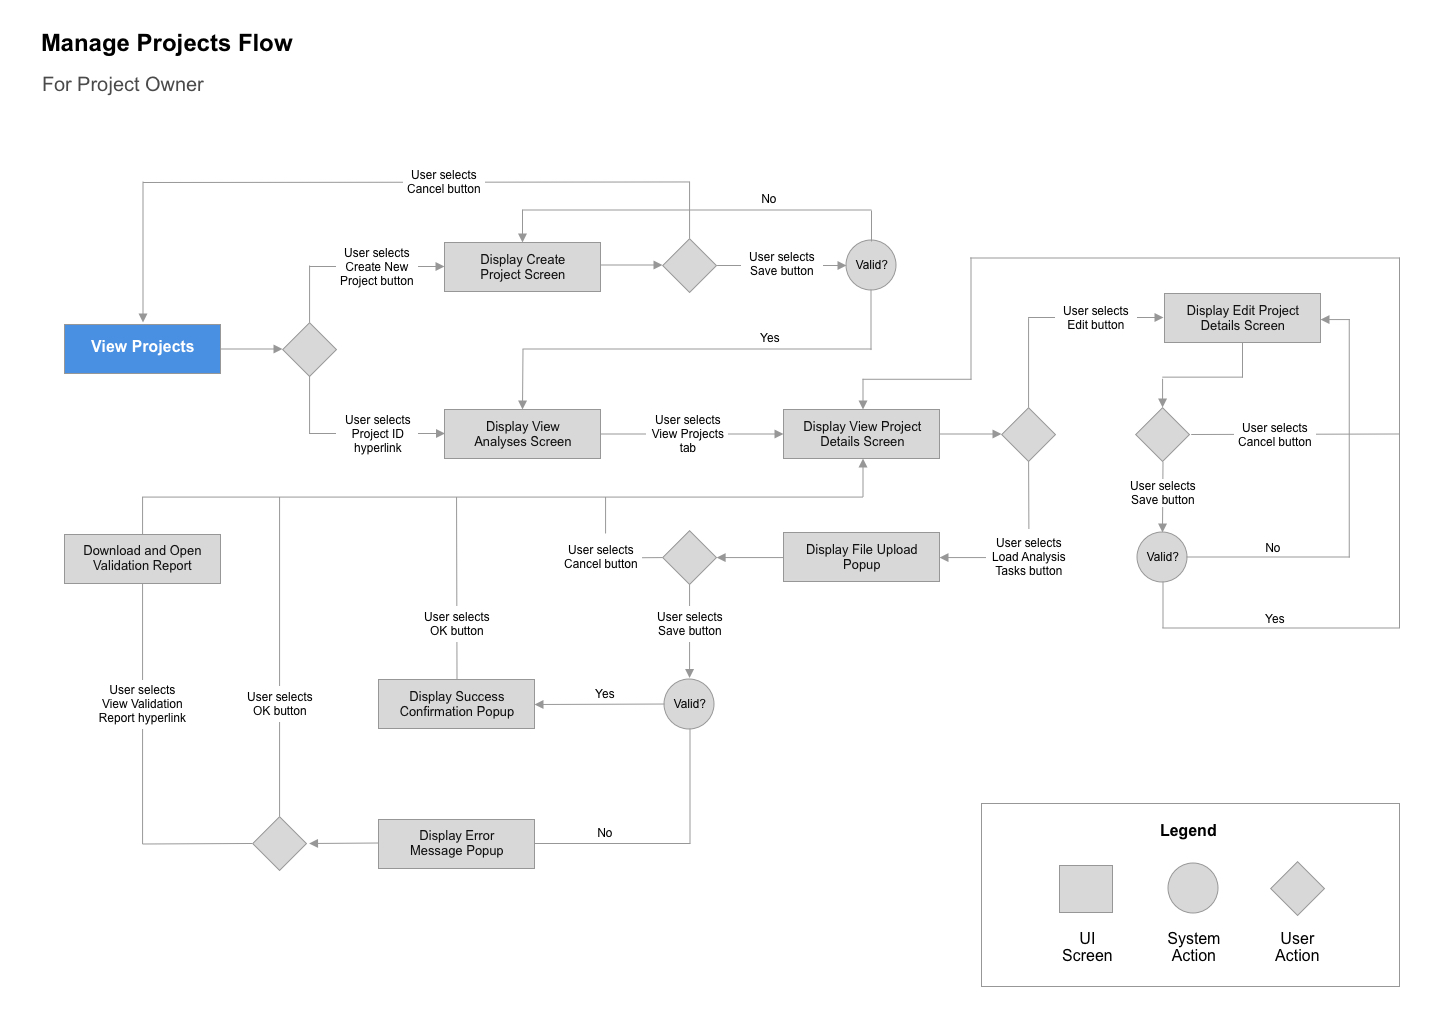 Manage Projects Flow
For Project Owner
User selects
Cancel button
No
User selects
Create New
Project button
Display Create
Project Screen
User selects
Save button
Valid?
View Projects
Yes
User selects
Edit button
Display Edit Project
Details Screen
User selects
Project ID
hyperlink
Display View
Analyses Screen
User selects
View Projects
tab
Display View Project
Details Screen
User selects
Cancel button
User selects
Save button
Download and Open
Validation Report
User selects
Cancel button
Display File Upload
Popup
User selects
Load Analysis
Tasks button
Valid?
No
Yes
User selects
OK button
User selects
Save button
User selects
View Validation
Report hyperlink
User selects
OK button
Display Success
Confirmation Popup
Yes
Valid?
Display Error
Message Popup
No
Legend
UI
Screen
System
Action
User
Action